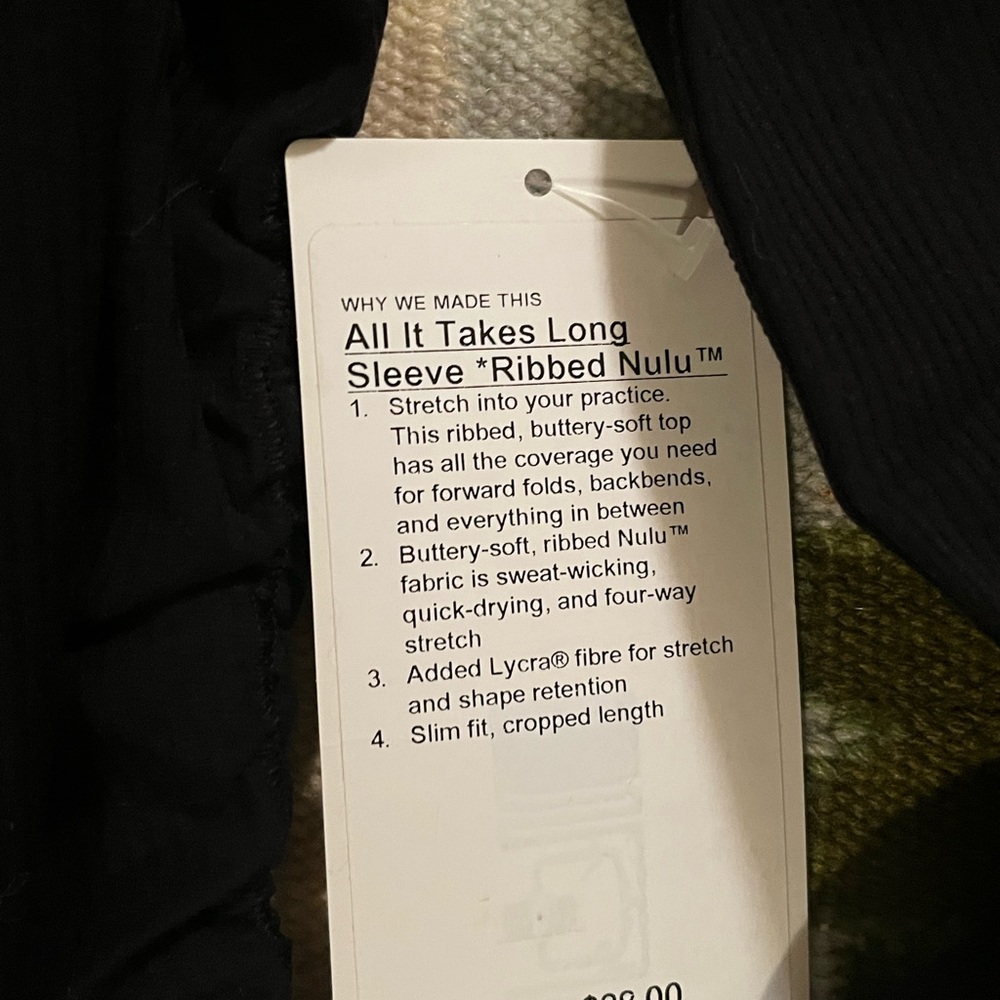 WHY WE MADE THIS
All It Takes Long
Sleeve *Ribbed Nulu™
1. Stretch into your practice.
This ribbed, buttery-soft top
has all the coverage you need
for forward folds, backbends,
and everything in between
2. Buttery-soft, ribbed Nulu™
fabric is sweat-wicking,
quick-drying, and four-way
stretch
3. Added Lycra® fibre for stretch
and shape retention
4. Slim fit, cropped length